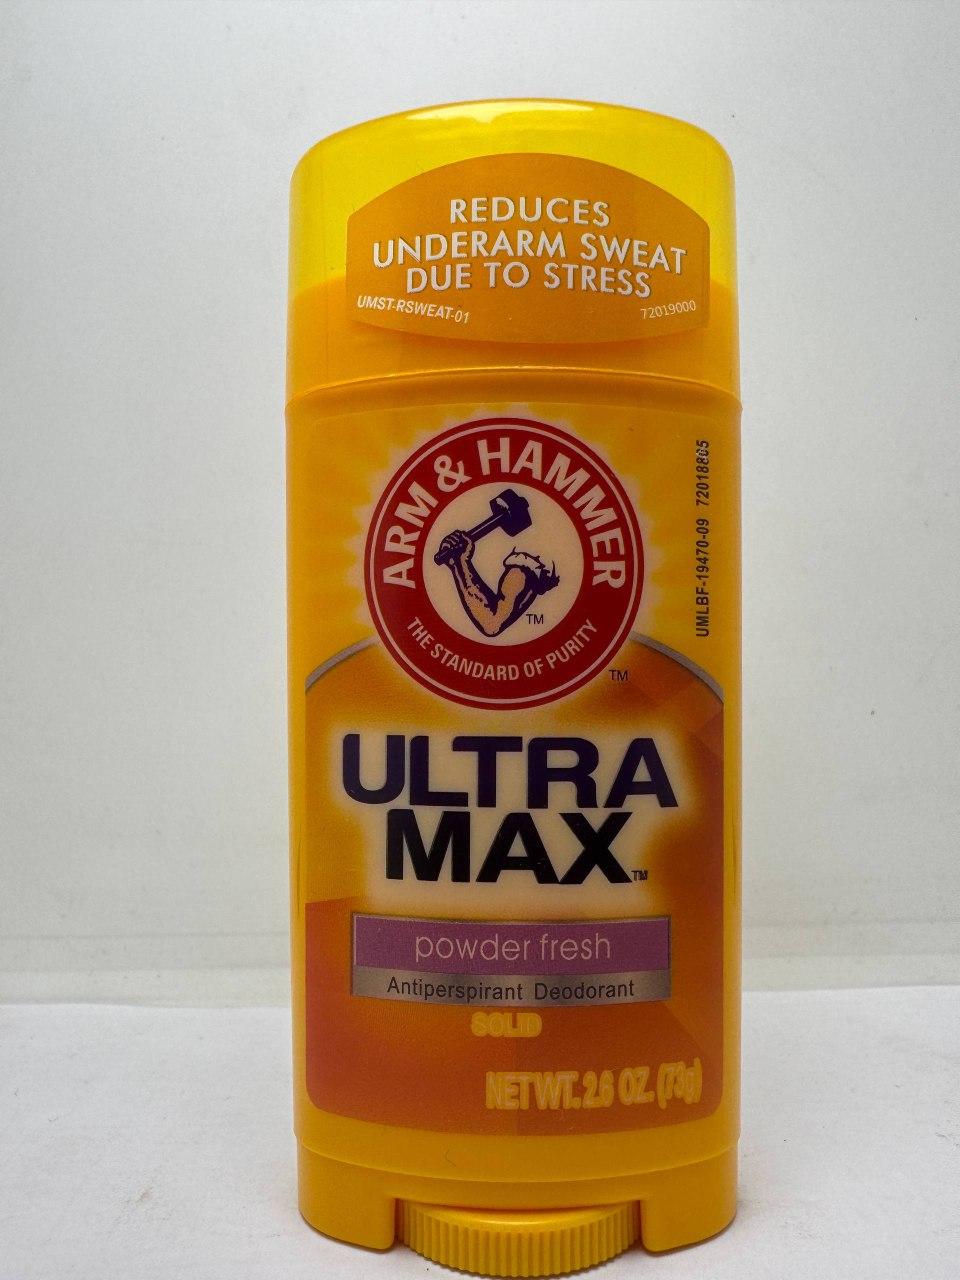 REDUCES
UNDERARM SWEAT
DUE TO STRESS
UMST-RSWEAT-01
72019000
ARM & HAMMER
TM
THE STANDARD OF PURITY
TM
UMLBF-19470-09 72018805
ULTRA
MAX TM
powder fresh
Antiperspirant Deodorant
SOLID
NET WT. 2.6 OZ. (73g)